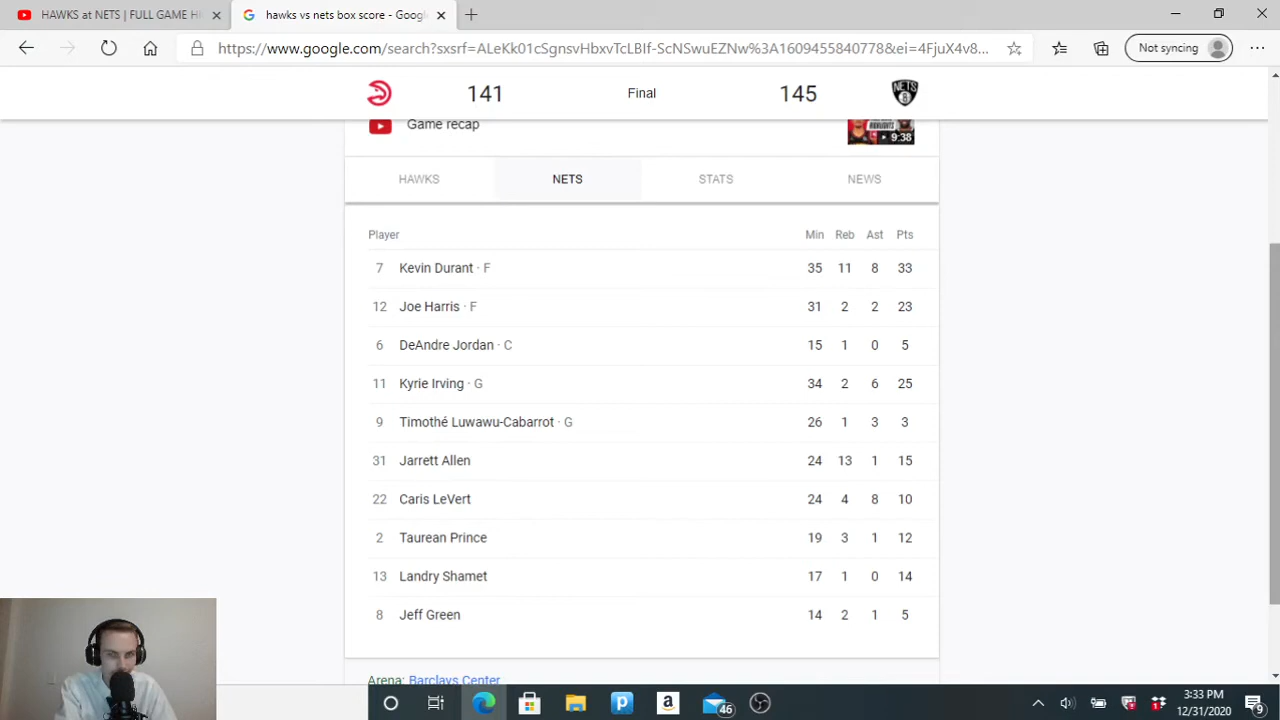 HAWKS at NETS | FULL GAME HI
hawks vs nets box score - Google
https://www.google.com/search?sxsrf=ALeKk01cSgnsvHbxvTcLBIf-ScNSwuEZNw%3A1609455840778&ei=4FjuX4v8...
Not syncing
141 Final 145
NETS
Game recap
HIGHLIGHTS
9:38
HAWKS NETS STATS NEWS
Player Min Reb Ast Pts
7 Kevin Durant · F 35 11 8 33
12 Joe Harris · F 31 2 2 23
6 DeAndre Jordan · C 15 1 0 5
11 Kyrie Irving · G 34 2 6 25
9 Timothé Luwawu-Cabarrot · G 26 1 3 3
31 Jarrett Allen 24 13 1 15
22 Caris LeVert 24 4 8 10
2 Taurean Prince 19 3 1 12
13 Landry Shamet 17 1 0 14
8 Jeff Green 14 2 1 5
Arena: Barclays Center
46
3:33 PM
12/31/2020
9